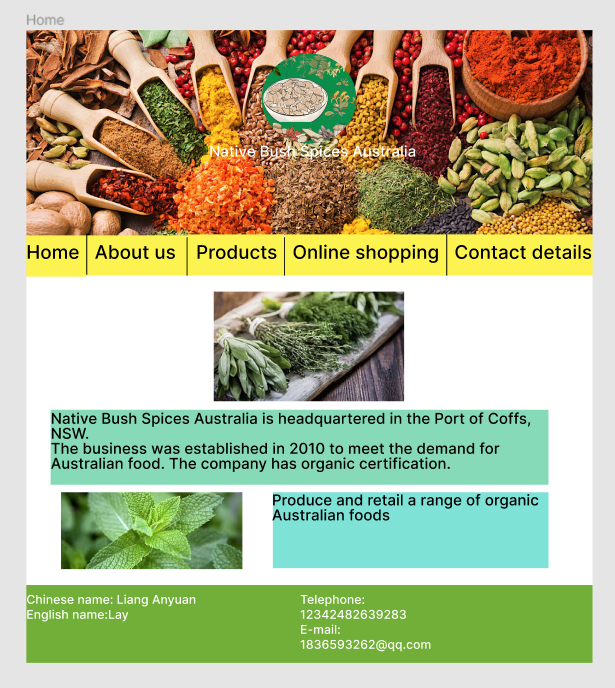 Home
Native Bush Spices Australia
Home
About us
Products
Online shopping
Contact details
Native Bush Spices Australia is headquartered in the Port of Coffs,
NSW.
The business was established in 2010 to meet the demand for
Australian food. The company has organic certification.
Produce and retail a range of organic
Australian foods
Chinese name: Liang Anyuan
English name:Lay
Telephone:
12342482639283
E-mail:
1836593262@qq.com